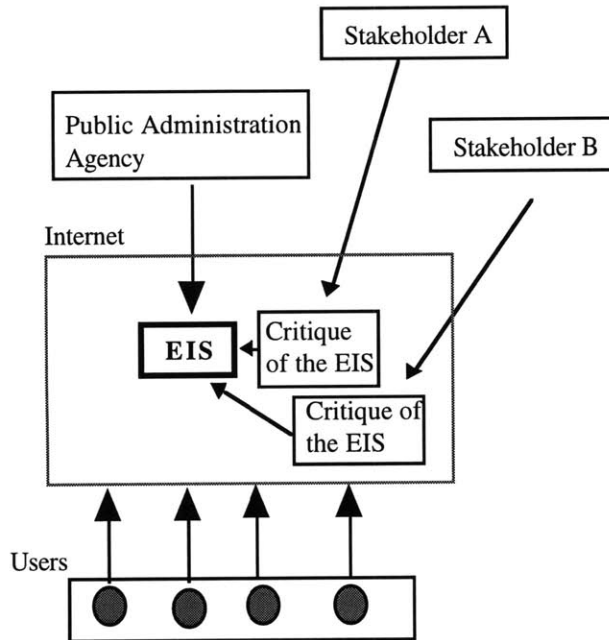 Stakeholder A
Public Administration
Agency
Stakeholder B
Internet
EIS
Critique
of the EIS
Critique of
the EIS
Users